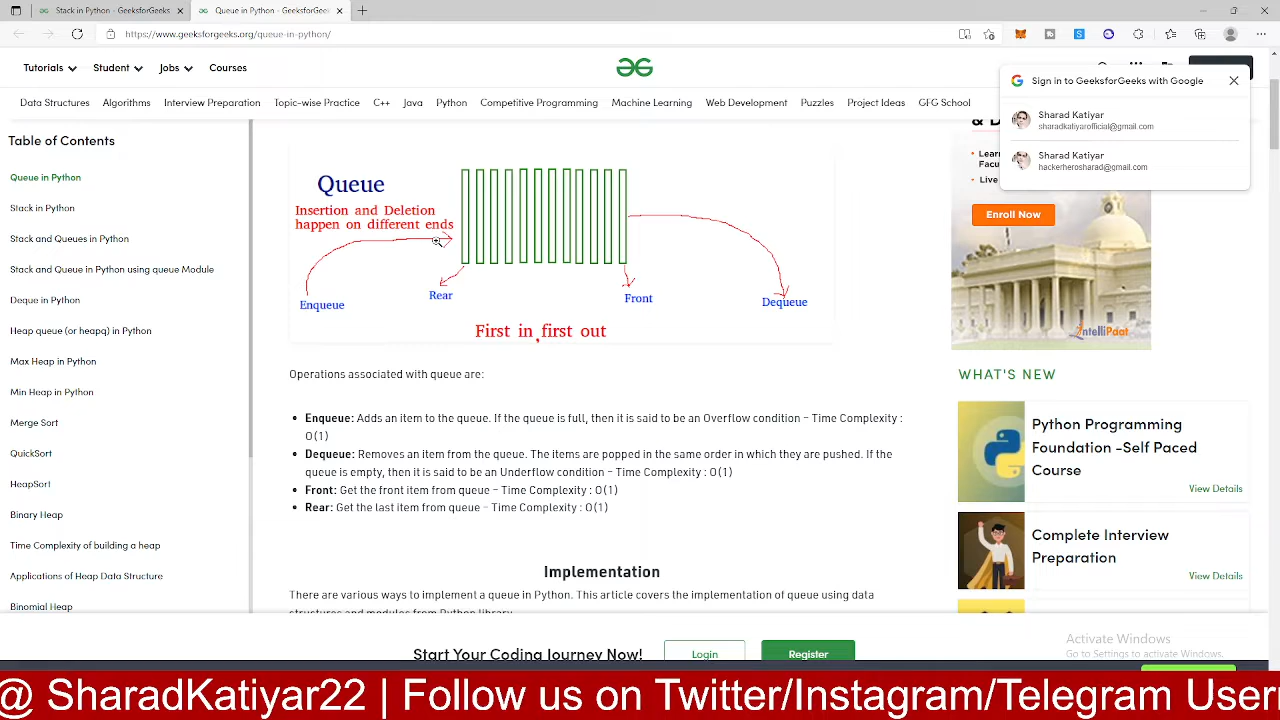 Stack in Python - GeeksforGeeks
Queue in Python - GeeksforGeeks
https://www.geeksforgeeks.org/queue-in-python/
Tutorials
Student
Jobs
Courses
Data Structures
Algorithms
Interview Preparation
Topic-wise Practice
C++
Java
Python
Competitive Programming
Machine Learning
Web Development
Puzzles
Project Ideas
GFG School
Sign in to GeeksforGeeks with Google
Sharad Katiyar
sharadkatiyarofficial@gmail.com
Sharad Katiyar
hackerherosharad@gmail.com
Table of Contents
Queue in Python
Stack in Python
Stack and Queues in Python
Stack and Queue in Python using queue Module
Deque in Python
Heap queue (or heapq) in Python
Max Heap in Python
Min Heap in Python
Merge Sort
QuickSort
HeapSort
Binary Heap
Time Complexity of building a heap
Applications of Heap Data Structure
Binomial Heap
Queue
Insertion and Deletion
happen on different ends
Enqueue
Rear
Front
Dequeue
First in first out
Operations associated with queue are:
Enqueue: Adds an item to the queue. If the queue is full, then it is said to be an Overflow condition – Time Complexity :
O(1)
Dequeue: Removes an item from the queue. The items are popped in the same order in which they are pushed. If the
queue is empty, then it is said to be an Underflow condition – Time Complexity : O(1)
Front: Get the front item from queue – Time Complexity : O(1)
Rear: Get the last item from queue – Time Complexity : O(1)
Implementation
There are various ways to implement a queue in Python. This article covers the implementation of queue using data
structures and modules from Python library.
& D
Lear
Facu
Live
Enroll Now
IntelliPaat
WHAT'S NEW
Python Programming
Foundation -Self Paced
Course
View Details
Complete Interview
Preparation
View Details
Start Your Coding Journey Now!
Login
Register
Activate Windows
Go to Settings to activate Windows.
@ SharadKatiyar22 | Follow us on Twitter/Instagram/Telegram User